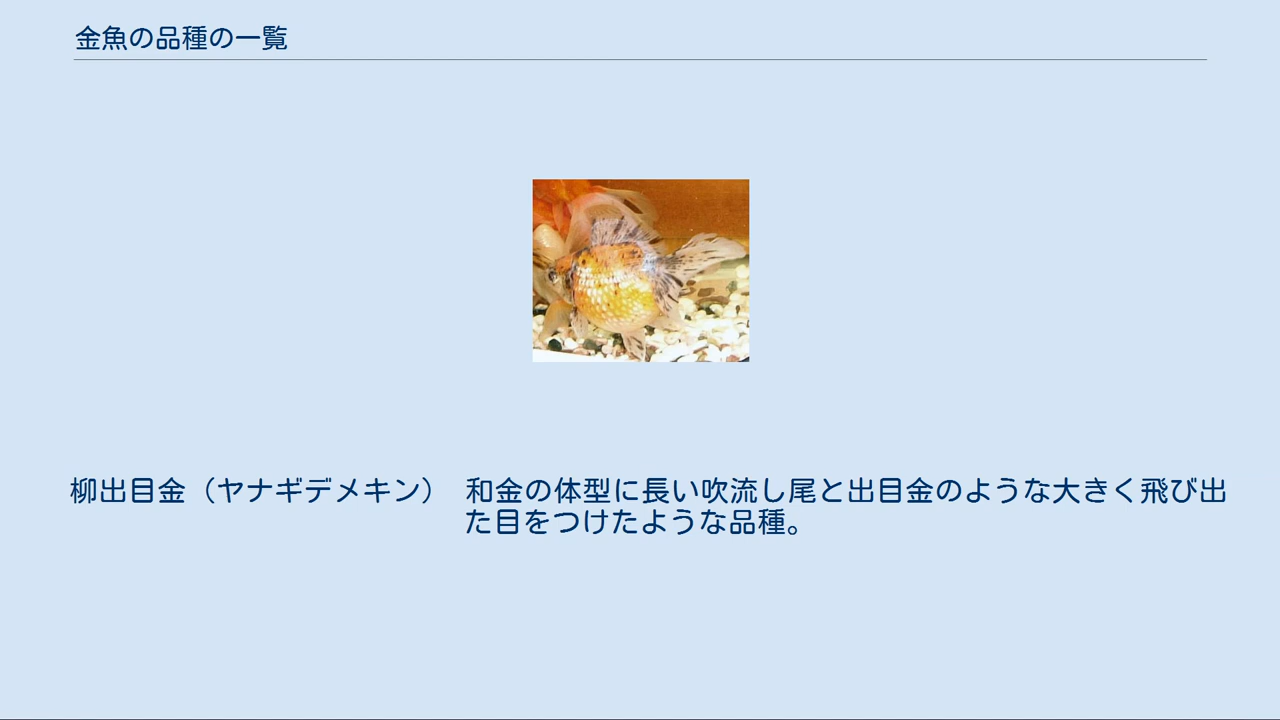 金魚の品種の一覧
柳出目金（ヤナギデメキン） 和金の体型に長い吹流し尾と出目金のような大きく飛び出
た目をつけたような品種。